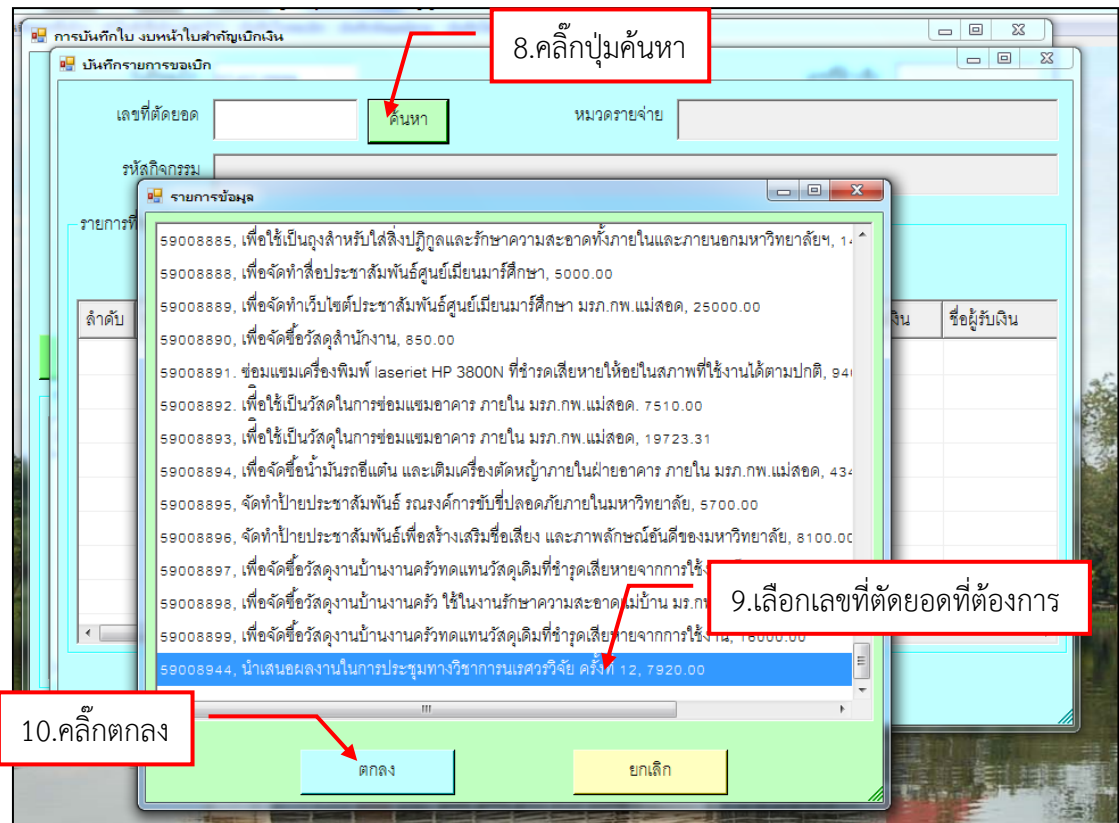 การบันทึกใบ งบหน้าใบสำคัญเบิกเงิน
8.คลิ๊กปุ่มค้นหา
บันทึกรายการขอเบิก
เลขที่ตัดยอด
ค้นหา
หมวดรายจ่าย
รหัสกิจกรรม
รายการข้อมูล
รายการที่
59008885, เพื่อใช้เป็นถุงสำหรับใส่สิ่งปฏิกูลและรักษาความสะอาดทั้งภายในและภายนอกมหาวิทยาลัยฯ, 14
59008888, เพื่อจัดทำสื่อประชาสัมพันธ์ศูนย์เมียนมาร์ศึกษา, 5000.00
59008889, เพื่อจัดทำเว็บไซต์ประชาสัมพันธ์ศูนย์เมียนมาร์ศึกษา มรภ.กพ.แม่สอด, 25000.00
ลำดับ
งิน
ชื่อผู้รับเงิน
59008890, เพื่อจัดซื้อวัสดุสำนักงาน, 850.00
59008891. ซ่อมแซมเครื่องพิมพ์ laseriet HP 3800N ที่ชำรดเสียหายให้อย่ในสภาพที่ใช้งานได้ตามปกติ, 940
59008892. เพื่อใช้เป็นวัสดในการซ่อมแซมอาคาร ภายใน มรภ.กพ.แม่สอด. 7510.00
59008893, เพื่อใช้เป็นวัสดุในการซ่อมแซมอาคาร ภายใน มรภ.กพ.แม่สอด, 19723.31
59008894, เพื่อจัดซื้อน้ำมันรถอีแต๋น และเติมเครื่องตัดหญ้าภายในฝ่ายอาคาร ภายใน มรภ.กพ.แม่สอด, 434
59008895, จัดทำป้ายประชาสัมพันธ์ รณรงค์การขับขี่ปลอดภัยภายในมหาวิทยาลัย, 5700.00
59008896, จัดทำป้ายประชาสัมพันธ์เพื่อสร้างเสริมชื่อเสียง และภาพลักษณ์อันดีของมหาวิทยาลัย, 8100.00
59008897, เพื่อจัดซื้อวัสดุงานบ้านงานครัวทดแทนวัสดุเดิมที่ชำรุดเสียหายจากการใช้
59008898, เพื่อจัดซื้อวัสดุงานบ้านงานครัว ใช้ในงานรักษาความสะอาดแม่บ้าน มร.ก
9.เลือกเลขที่ตัดยอดที่ต้องการ
59008899, เพื่อจัดซื้อวัสดุงานบ้านงานครัวทดแทนวัสดุเดิมที่ชำรุดเสียหายจากการใช้งาน, 16000.00
59008944, นำเสนอผลงานในการประชุมทางวิชาการนเรศวรวิจัย ครั้งที่ 12, 7920.00
10.คลิ๊กตกลง
ตกลง
ยกเลิก